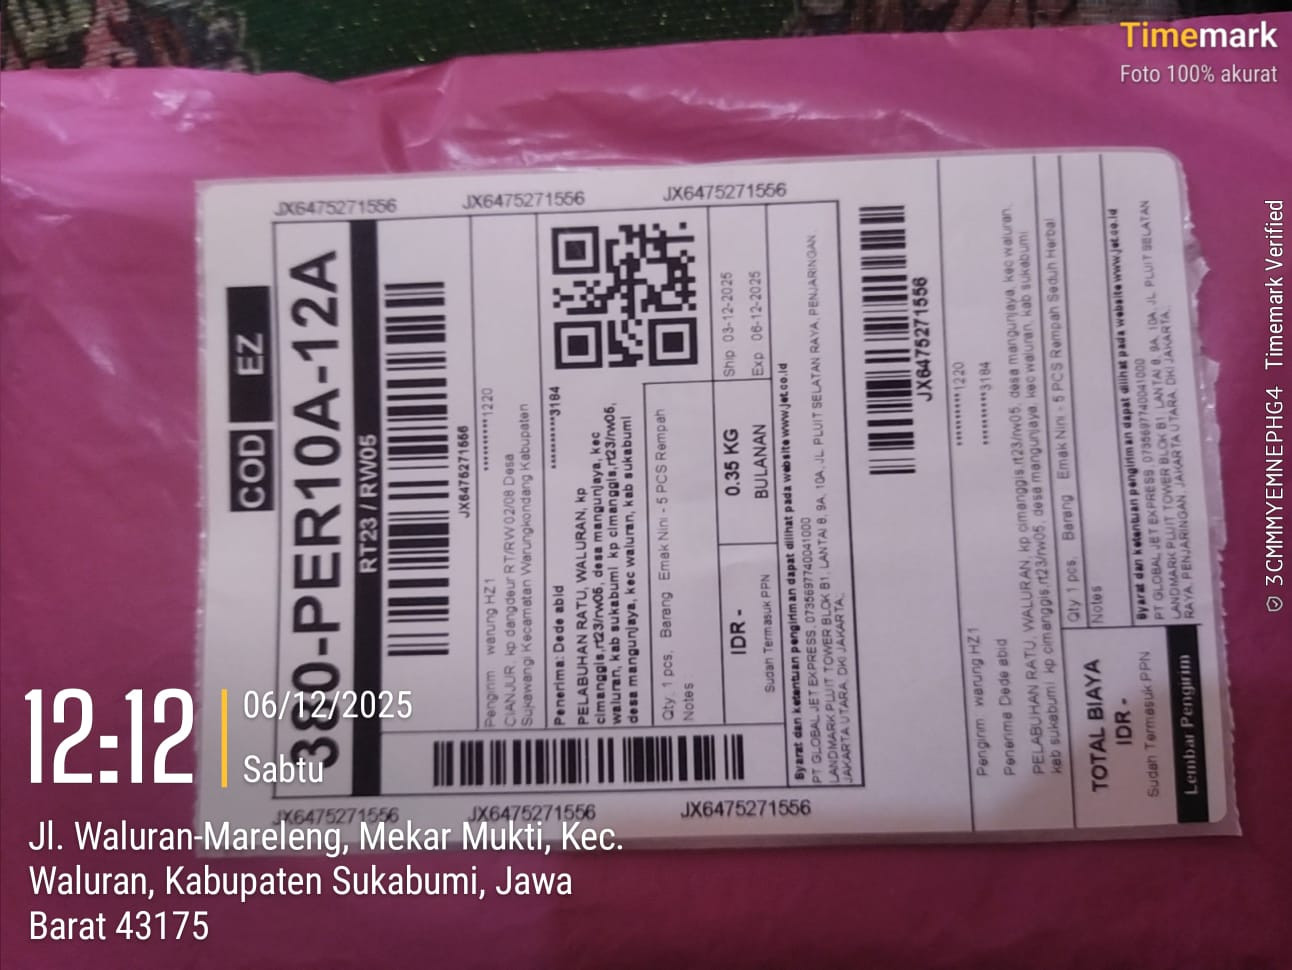 Timemark
Foto 100% akurat
JX6475271556
JX6475271556
JX6475271556
COD
EZ
380-PER10A-12A
RT23 / RW05
JX6475271556
Pengirim warung HZ1
**********1220
CIANJUR, kp dangdeur RT/RW 02/08 Desa
Sukawangi Kecamatan Warungkondang Kabupaten
Penerima: Dede abid
**********3184
PELABUHAN RATU, WALURAN, kp
cimanggis,rt23/rw05, desa mangunjaya, kec
waluran, kab sukabumi kp cimanggis,rt23/rw05,
desa mangunjaya, kec waluran, kab sukabumi
Qty 1 pcs, Barang Emak Nini - 5 PCS Rempah
Notes
Ship 03-12-2025
Exp 06-12-2025
0.35 KG
BULANAN
IDR -
Sudah Termasuk PPN
Syarat dan ketentuan pengiriman dapat dilihat pada website www.jet.co.id
PT GLOBAL JET EXPRESS. 0735697740041000
LANDMARK PLUIT TOWER BLOK B1, LANTAI 8, 9A, 10A, JL. PLUIT SELATAN RAYA, PENJARINGAN
JAKARTA UTARA, DKI JAKARTA.
JX6475271556
JX6475271556
JX6475271556
JX6475271556
Pengirim warung HZ1
**********1220
Penerima Dede abid
**********3184
PELABUHAN RATU, WALURAN, kp cimanggis,rt23/rw05, desa mangunjaya, kec waluran,
kab sukabumi kp cimanggis,rt23/rw05, desa mangunjaya, kec waluran, kab sukabumi
Qty 1 pcs, Barang Emak Nini - 5 PCS Rempah Seduh Herbal
Notes
TOTAL BIAYA
IDR -
Sudah Termasuk PPN
Syarat dan ketentuan pengiriman dapat dilihat pada website www.jet.co.id
PT GLOBAL JET EXPRESS. 0735697740041000
LANDMARK PLUIT TOWER BLOK B1, LANTAI 8, 9A, 10A, JL. PLUIT SELATAN
RAYA, PENJARINGAN, JAKARTA UTARA, DKI JAKARTA.
Lembar Pengirim
12:12
06/12/2025
Sabtu
Jl. Waluran-Mareleng, Mekar Mukti, Kec.
Waluran, Kabupaten Sukabumi, Jawa
Barat 43175
3CMMMYEMNEPHG4 Timemark Verified